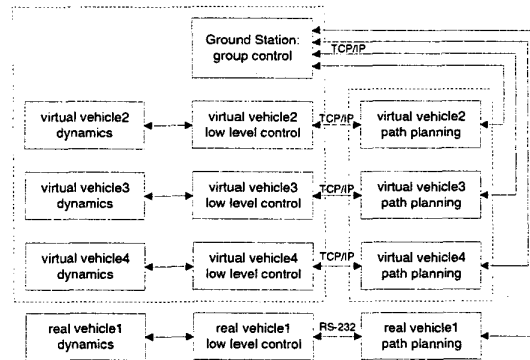 Ground Station:
group control
TCP/IP
virtual vehicle2
dynamics
virtual vehicle2
low level control
TCP/IP
virtual vehicle2
path planning
virtual vehicle3
dynamics
virtual vehicle3
low level control
TCP/IP
virtual vehicle3
path planning
virtual vehicle4
dynamics
virtual vehicle4
low level control
TCP/IP
virtual vehicle4
path planning
real vehicle1
dynamics
real vehicle1
low level control
RS-232
real vehicle1
path planning